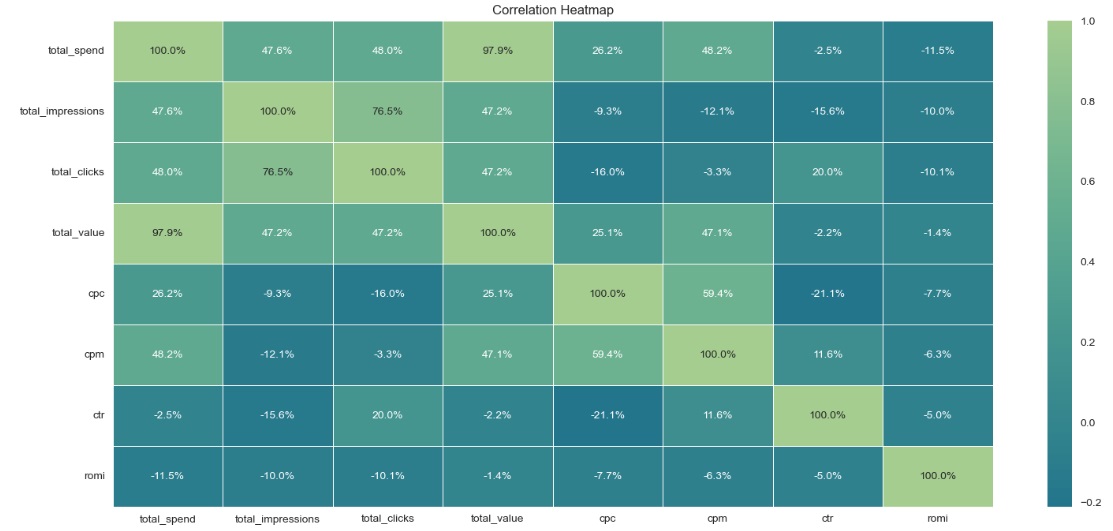 Correlation Heatmap
total_spend 100.0% 47.6% 48.0% 97.9% 26.2% 48.2% -2.5% -11.5%
total_impressions 47.6% 100.0% 76.5% 47.2% -9.3% -12.1% -15.6% -10.0%
total_clicks 48.0% 76.5% 100.0% 47.2% -16.0% -3.3% 20.0% -10.1%
total_value 97.9% 47.2% 47.2% 100.0% 25.1% 47.1% -2.2% -1.4%
cpc 26.2% -9.3% -16.0% 25.1% 100.0% 59.4% -21.1% -7.7%
cpm 48.2% -12.1% -3.3% 47.1% 59.4% 100.0% 11.6% -6.3%
ctr -2.5% -15.6% 20.0% -2.2% -21.1% 11.6% 100.0% -5.0%
romi -11.5% -10.0% -10.1% -1.4% -7.7% -6.3% -5.0% 100.0%
total_spend total_impressions total_clicks total_value cpc cpm ctr romi
1.0
0.8
0.6
0.4
0.2
0.0
−0.2